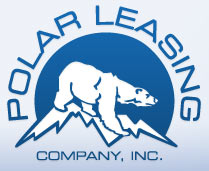 POLAR LEASING
COMPANY, INC.